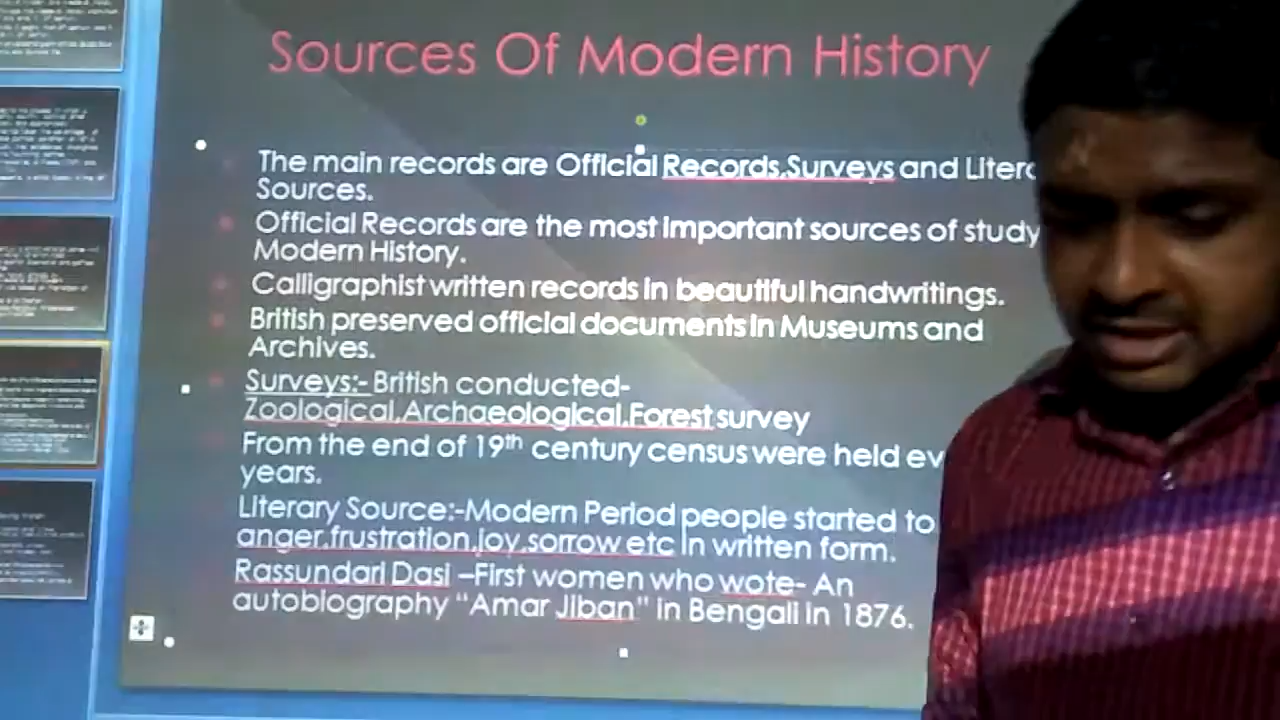 Sources Of Modern History
The main records are Official Records,Surveys and
Sources.
Official Records are the most important sources of study
Modern History.
Calligraphist written records in beautiful handwritings.
British preserved official documents in Museums and
Archives.
Surveys:- British conducted-
Zoological,Archaeological,Forest survey
From the end of 19th century census were held
years.
Literary Source:-Modern Period people started to
anger,frustration,joy,sorrow etc in written form.
Rassundari Dasi –First women who wote- An
autobiography “Amar Jiban” in Bengali in 1876.